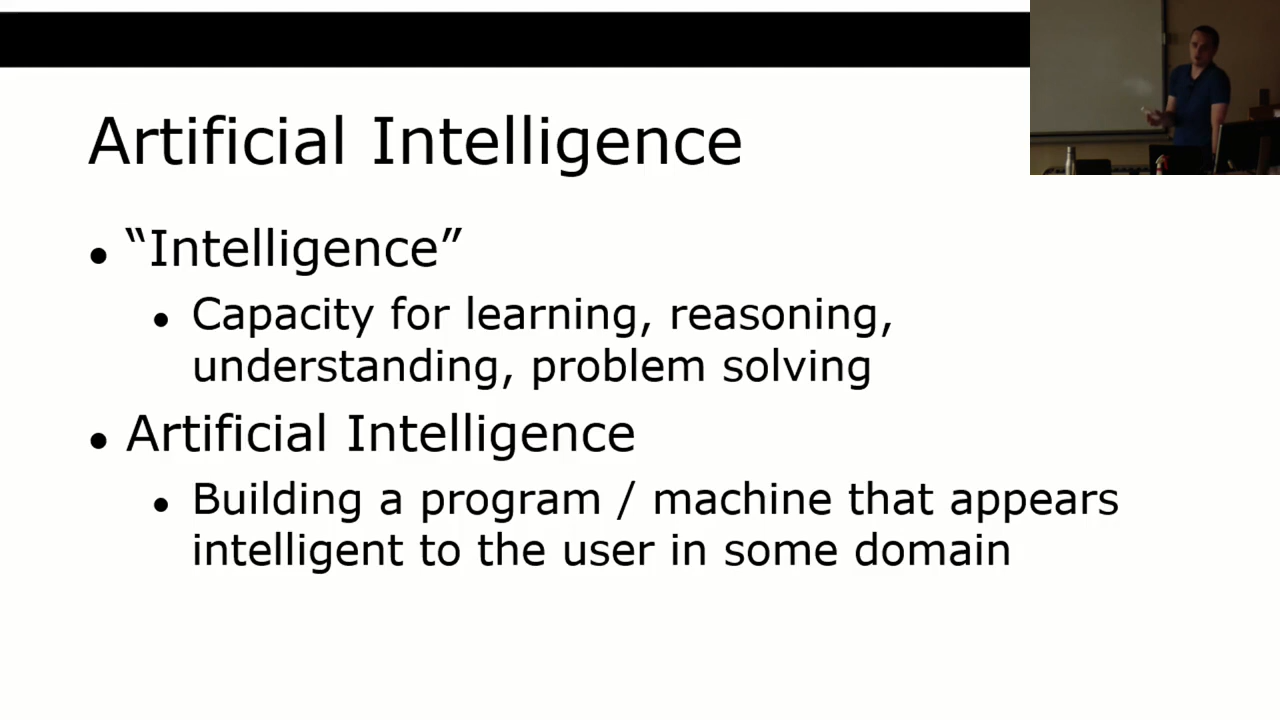 Artificial Intelligence
• “Intelligence”
• Capacity for learning, reasoning,
understanding, problem solving
• Artificial Intelligence
• Building a program / machine that appears
intelligent to the user in some domain